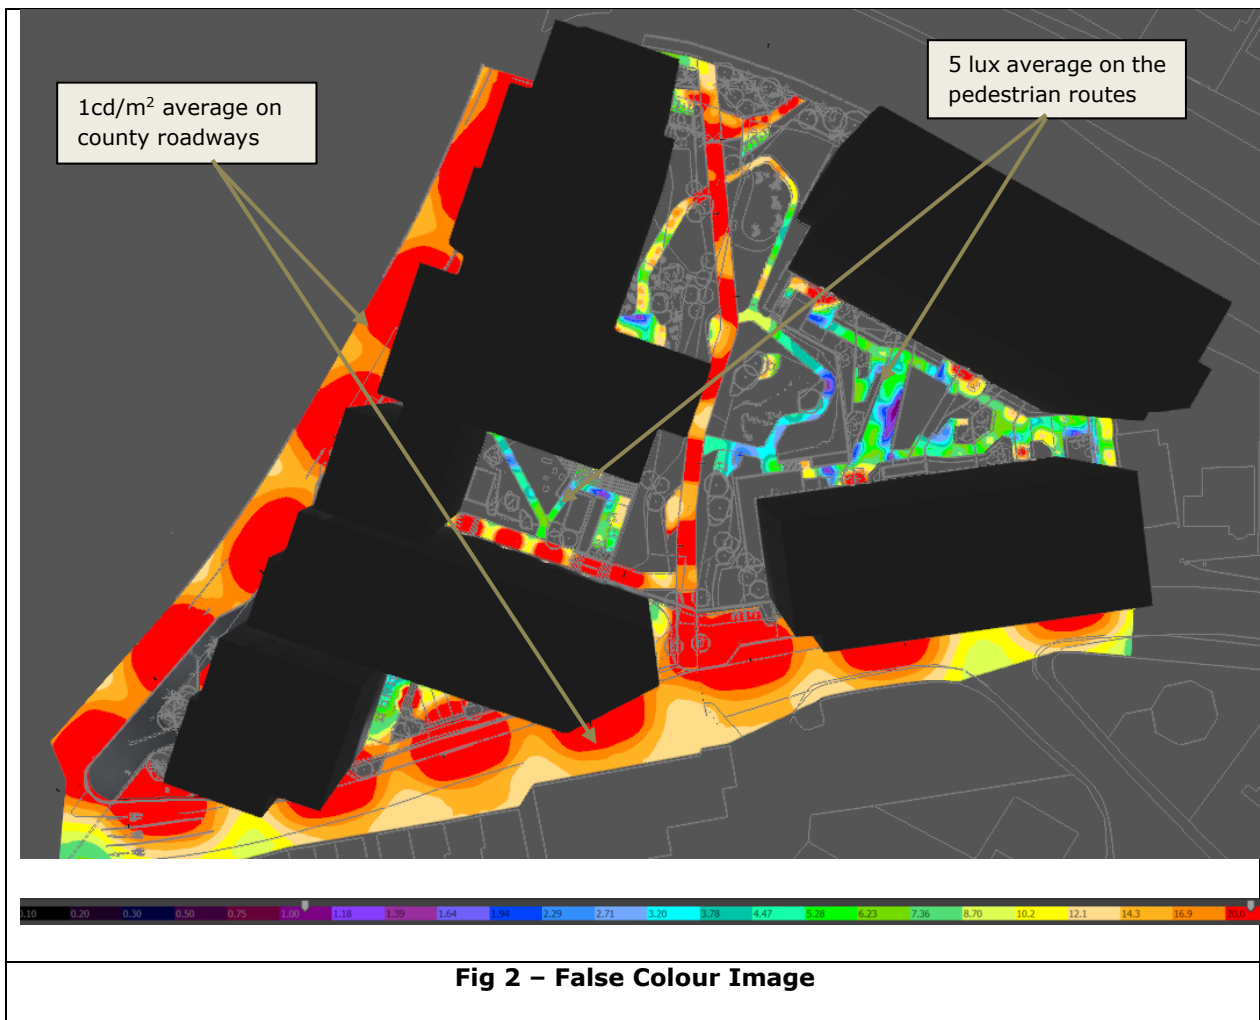 1cd/m² average on
county roadways
5 lux average on the
pedestrian routes
0.10 0.20 0.30 0.50 0.75 1.00 1.18 1.39 1.64 1.94 2.29 2.71 3.20 3.78 4.47 5.28 6.23 7.36 8.70 10.2 12.1 14.3 16.9 20.0
Fig 2 – False Colour Image